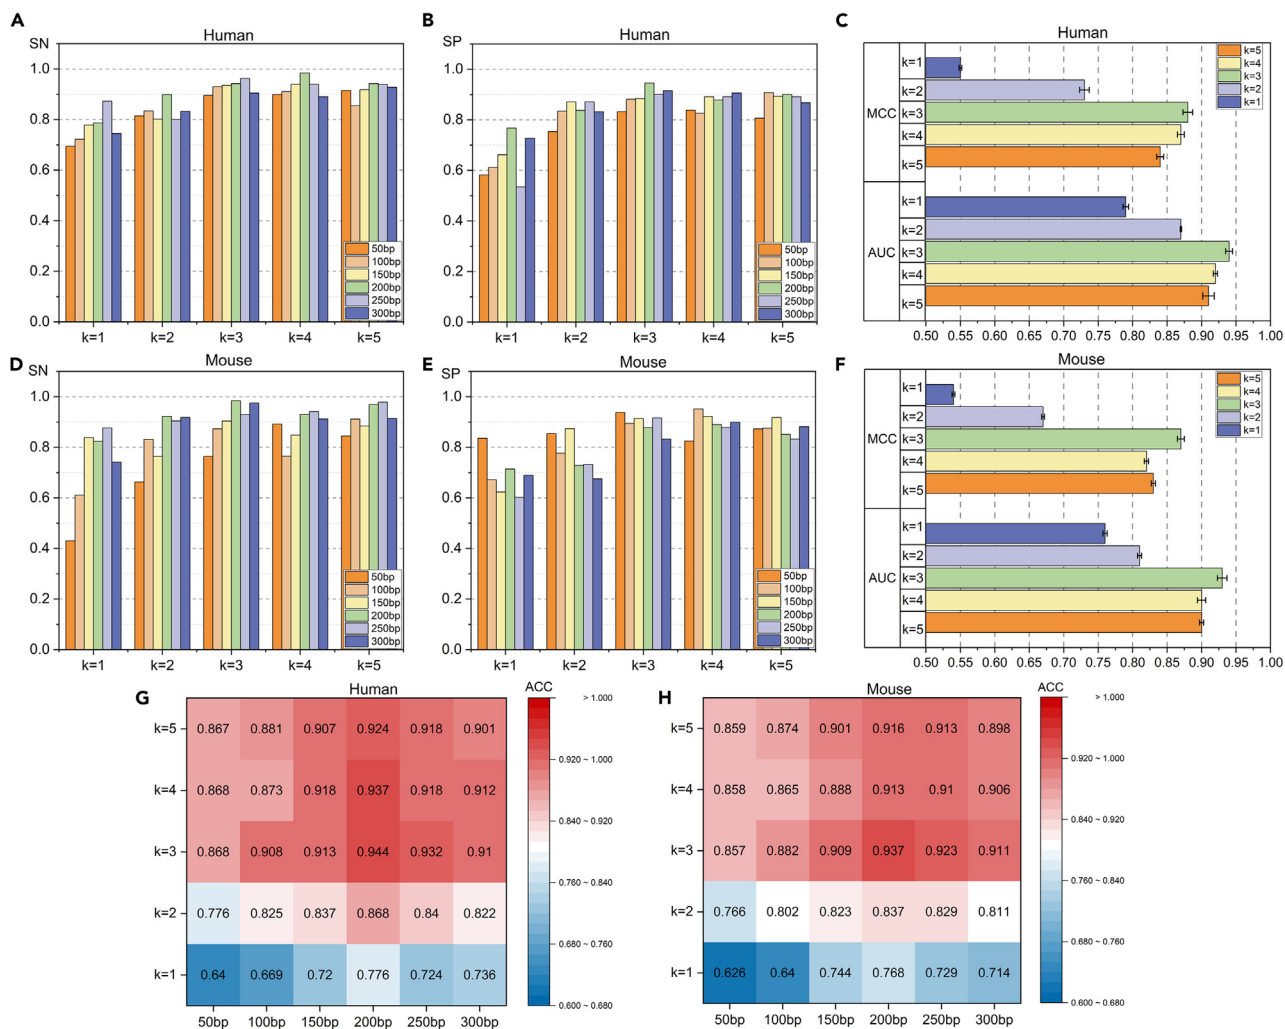 A
Human
SN
1.0
0.8
0.6
0.4
0.2
0.0
50bp
100bp
150bp
200bp
250bp
300bp
k=1 k=2 k=3 k=4 k=5
B
Human
SP
1.0
0.8
0.6
0.4
0.2
0.0
50bp
100bp
150bp
200bp
250bp
300bp
k=1 k=2 k=3 k=4 k=5
C
Human
k=5
k=4
k=3
k=2
k=1
MCC
k=1
k=2
k=3
k=4
k=5
AUC
k=1
k=2
k=3
k=4
k=5
0.50 0.55 0.60 0.65 0.70 0.75 0.80 0.85 0.90 0.95 1.00
D
Mouse
SN
1.0
0.8
0.6
0.4
0.2
0.0
50bp
100bp
150bp
200bp
250bp
300bp
k=1 k=2 k=3 k=4 k=5
E
Mouse
SP
1.0
0.8
0.6
0.4
0.2
0.0
50bp
100bp
150bp
200bp
250bp
300bp
k=1 k=2 k=3 k=4 k=5
F
Mouse
k=5
k=4
k=3
k=2
k=1
MCC
k=1
k=2
k=3
k=4
k=5
AUC
k=1
k=2
k=3
k=4
k=5
0.50 0.55 0.60 0.65 0.70 0.75 0.80 0.85 0.90 0.95 1.00
G
Human
k=5 0.867 0.881 0.907 0.924 0.918 0.901
k=4 0.868 0.873 0.918 0.937 0.918 0.912
k=3 0.868 0.908 0.913 0.944 0.932 0.91
k=2 0.776 0.825 0.837 0.868 0.84 0.822
k=1 0.64 0.669 0.72 0.776 0.724 0.736
50bp 100bp 150bp 200bp 250bp 300bp
ACC
> 1.000
0.920 ~ 1.000
0.840 ~ 0.920
0.760 ~ 0.840
0.680 ~ 0.760
0.600 ~ 0.680
H
Mouse
k=5 0.859 0.874 0.901 0.916 0.913 0.898
k=4 0.858 0.865 0.888 0.913 0.91 0.906
k=3 0.857 0.882 0.909 0.937 0.923 0.911
k=2 0.766 0.802 0.823 0.837 0.829 0.811
k=1 0.626 0.64 0.744 0.768 0.729 0.714
50bp 100bp 150bp 200bp 250bp 300bp
ACC
> 1.000
0.920 ~ 1.000
0.840 ~ 0.920
0.760 ~ 0.840
0.680 ~ 0.760
0.600 ~ 0.680